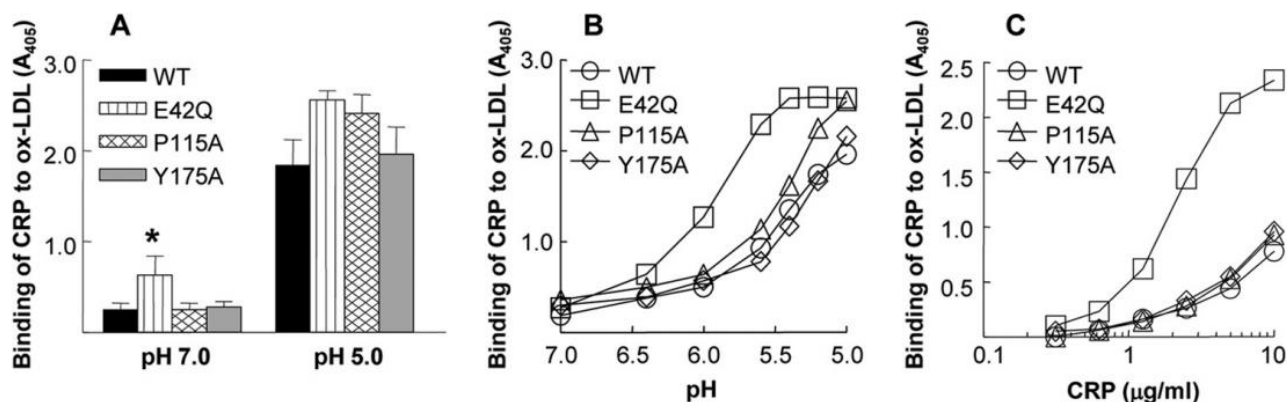 A
Binding of CRP to ox-LDL (A405)
3.0
2.0
1.0
WT
E42Q
P115A
Y175A
*
pH 7.0
pH 5.0
B
Binding of CRP to ox-LDL (A405)
3.0
2.0
1.0
WT
E42Q
P115A
Y175A
7.0
6.5
6.0
5.5
5.0
pH
C
Binding of CRP to ox-LDL (A405)
2.5
2.0
1.5
1.0
0.5
WT
E42Q
P115A
Y175A
0.1
1
10
CRP (μg/ml)